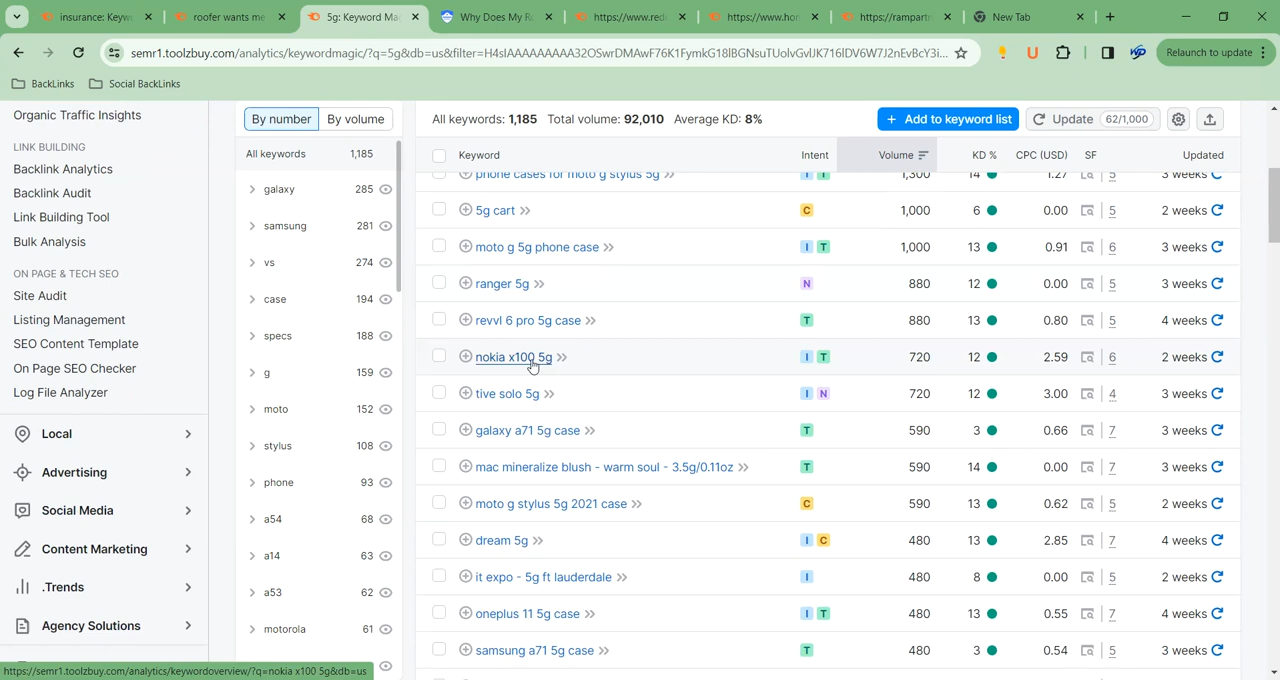 insurance: Keyw
roofer wants me
5g: Keyword Ma
Why Does My Ro
https://www.red
https://www.hor
https://rampart
New Tab
semr1.toolzbuy.com/analytics/keywordmagic/?q=5g&db=us&filter=H4sIAAAAAAAAA32OSwrDMAwF76K1FymkG18lBGNsuTUolvGvlJK716lDV6W7J2nEvBcY3i...
Relaunch to update
BackLinks
Social BackLinks
Organic Traffic Insights
LINK BUILDING
Backlink Analytics
Backlink Audit
Link Building Tool
Bulk Analysis
ON PAGE & TECH SEO
Site Audit
Listing Management
SEO Content Template
On Page SEO Checker
Log File Analyzer
Local
Advertising
Social Media
Content Marketing
.Trends
Agency Solutions
https://semr1.toolzbuy.com/analytics/keywordoverview/?q=nokia x100 5g&db=us
By number By volume
All keywords 1,185
galaxy 285
samsung 281
vs 274
case 194
specs 188
g 159
moto 152
stylus 108
phone 93
a54 68
a14 63
a53 62
motorola 61
All keywords: 1,185 Total volume: 92,010 Average KD: 8%
+ Add to keyword list
Update 62/1,000
Keyword Intent Volume KD % CPC (USD) SF Updated
phone cases for moto g stylus 5g I T 1,300 14 1.27 5 3 weeks
5g cart C 1,000 6 0.00 5 2 weeks
moto g 5g phone case I T 1,000 13 0.91 6 3 weeks
ranger 5g N 880 12 0.00 5 3 weeks
revvl 6 pro 5g case T 880 13 0.80 5 4 weeks
nokia x100 5g I T 720 12 2.59 6 2 weeks
tive solo 5g I N 720 12 3.00 4 3 weeks
galaxy a71 5g case T 590 3 0.66 7 3 weeks
mac mineralize blush - warm soul - 3.5g/0.11oz T 590 14 0.00 7 3 weeks
moto g stylus 5g 2021 case C 590 13 0.62 5 2 weeks
dream 5g I C 480 13 2.85 7 4 weeks
it expo - 5g ft lauderdale I 480 8 0.00 5 2 weeks
oneplus 11 5g case I T 480 13 0.55 7 4 weeks
samsung a71 5g case T 480 3 0.54 5 3 weeks